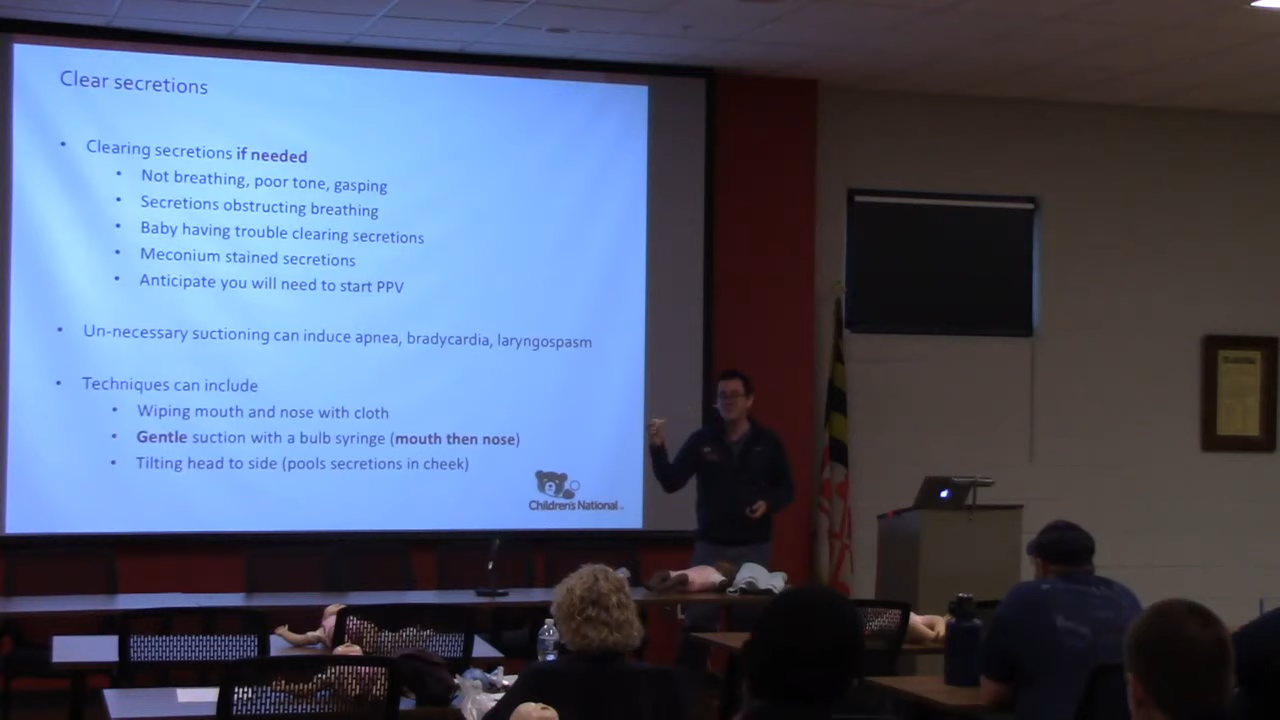 Clear secretions
• Clearing secretions if needed
• Not breathing, poor tone, gasping
• Secretions obstructing breathing
• Baby having trouble clearing secretions
• Meconium stained secretions
• Anticipate you will need to start PPV
• Un-necessary suctioning can induce apnea, bradycardia, laryngospasm
• Techniques can include
• Wiping mouth and nose with cloth
• Gentle suction with a bulb syringe (mouth then nose)
• Tilting head to side (pools secretions in cheek)
Children's National